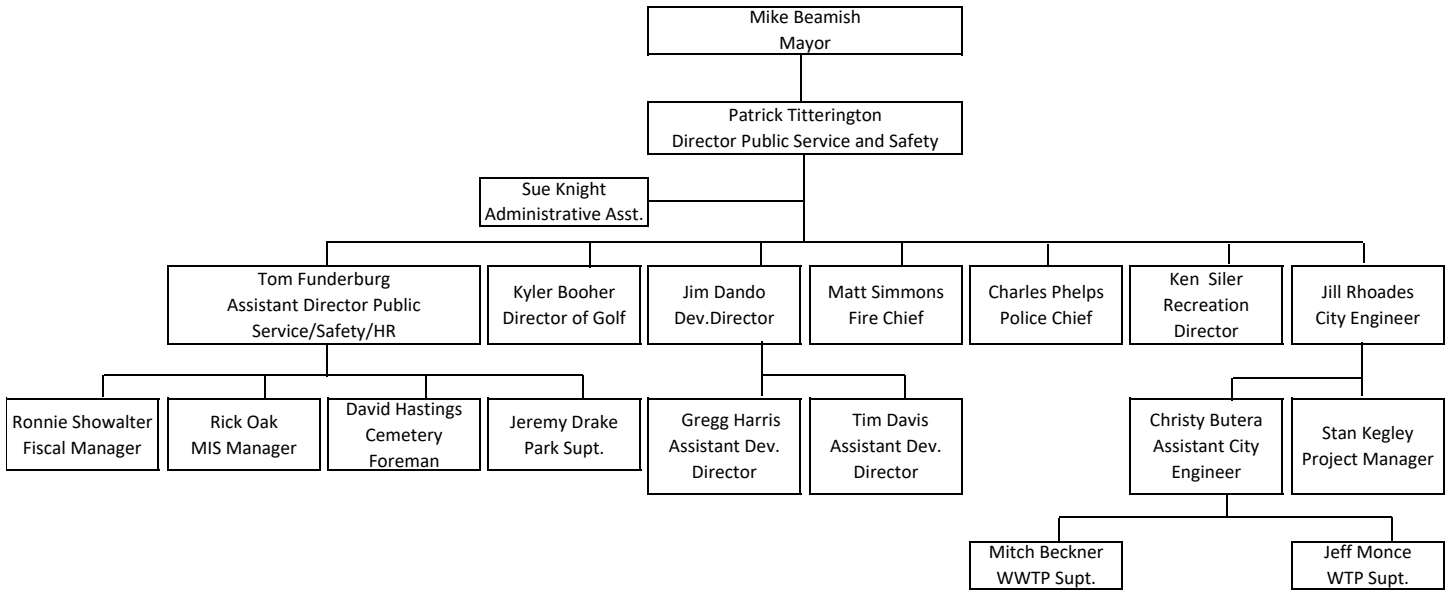 Mike Beamish
Mayor
Patrick Titterington
Director Public Service and Safety
Sue Knight
Administrative Asst.
Tom Funderburg
Assistant Director Public
Service/Safety/HR
Kyler Booher
Director of Golf
Jim Dando
Dev.Director
Matt Simmons
Fire Chief
Charles Phelps
Police Chief
Ken Siler
Recreation
Director
Jill Rhoades
City Engineer
Ronnie Showalter
Fiscal Manager
Rick Oak
MIS Manager
David Hastings
Cemetery
Foreman
Jeremy Drake
Park Supt.
Gregg Harris
Assistant Dev.
Director
Tim Davis
Assistant Dev.
Director
Christy Butera
Assistant City
Engineer
Stan Kegley
Project Manager
Mitch Beckner
WWTP Supt.
Jeff Monce
WTP Supt.